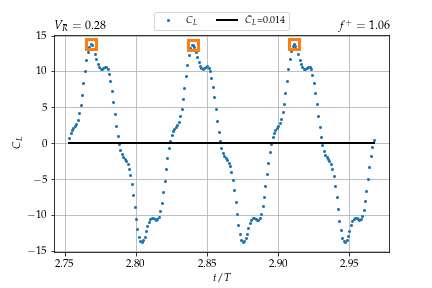 V_R̃ = 0.28
C_L
C̄_L=0.014
f⁺ = 1.06
15
10
5
0
−5
−10
−15
C_L
2.75
2.80
2.85
2.90
2.95
t/T